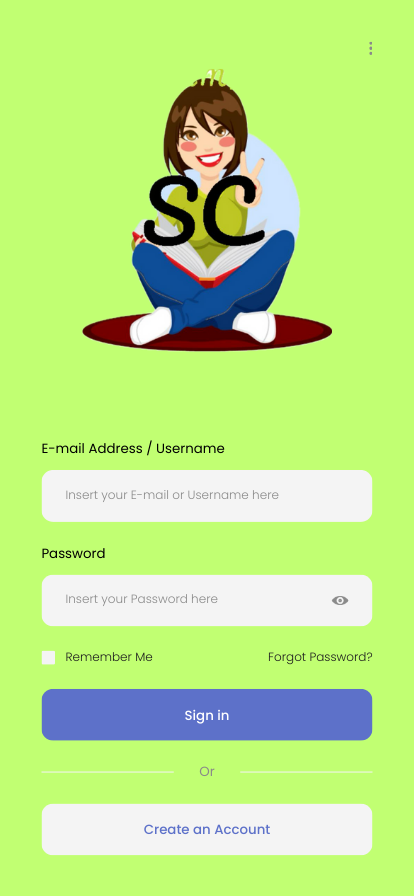 m
SC
E-mail Address / Username
Insert your E-mail or Username here
Password
Insert your Password here
Remember Me Forgot Password?
Sign in
Or
Create an Account